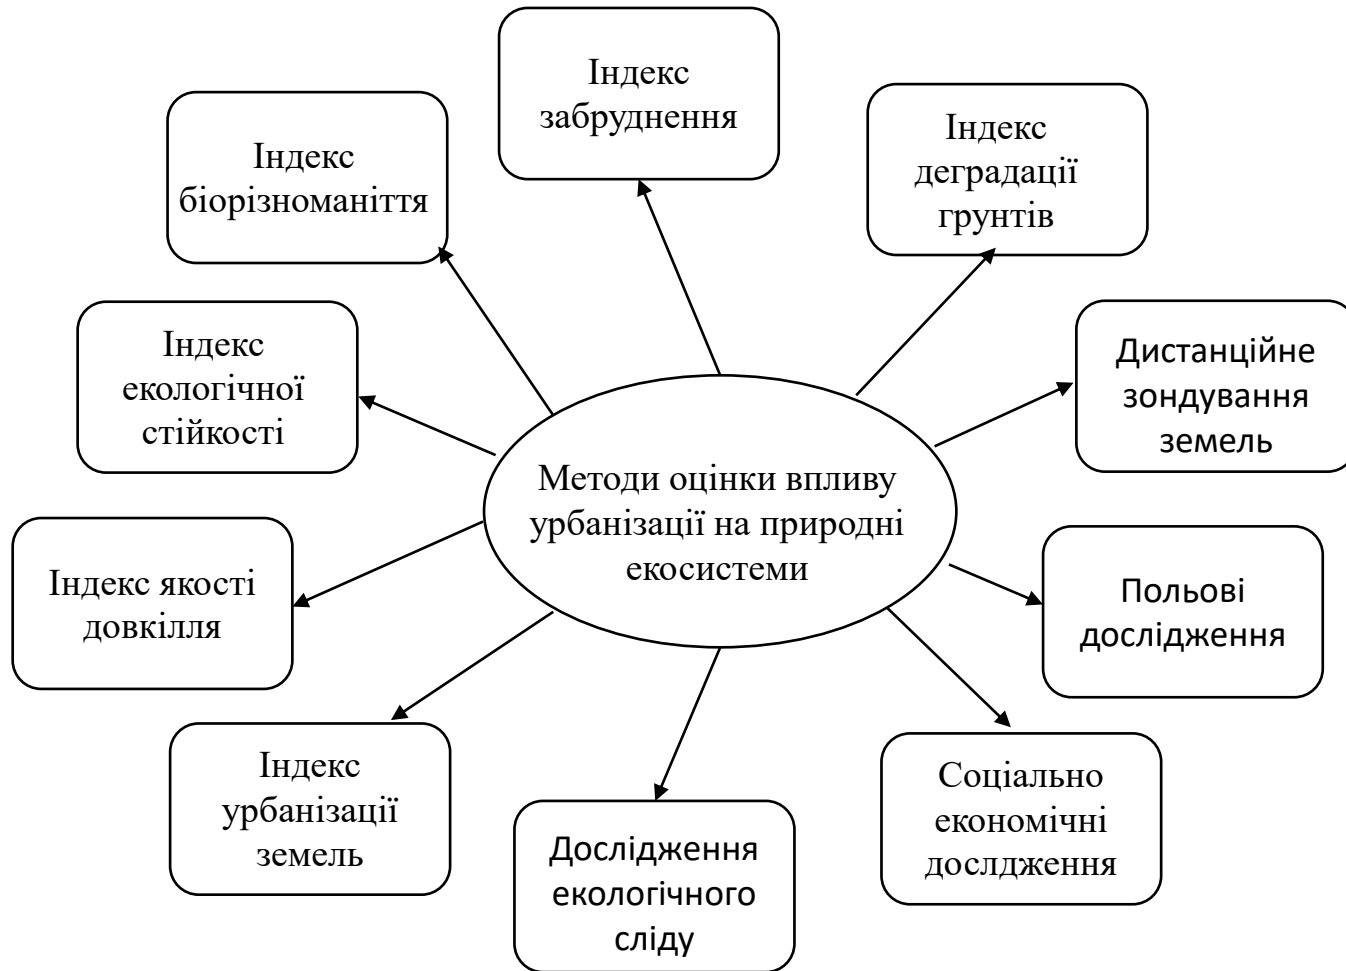 Індекс
забруднення
Індекс
біорізноманіття
Індекс
деградації
грунтів
Індекс
екологічної
стійкості
Дистанційне
зондування
земель
Методи оцінки впливу
урбанізації на природні
екосистеми
Індекс якості
довкілля
Польові
дослідження
Індекс
урбанізації
земель
Соціально
економічні
дослдження
Дослідження
екологічного
сліду